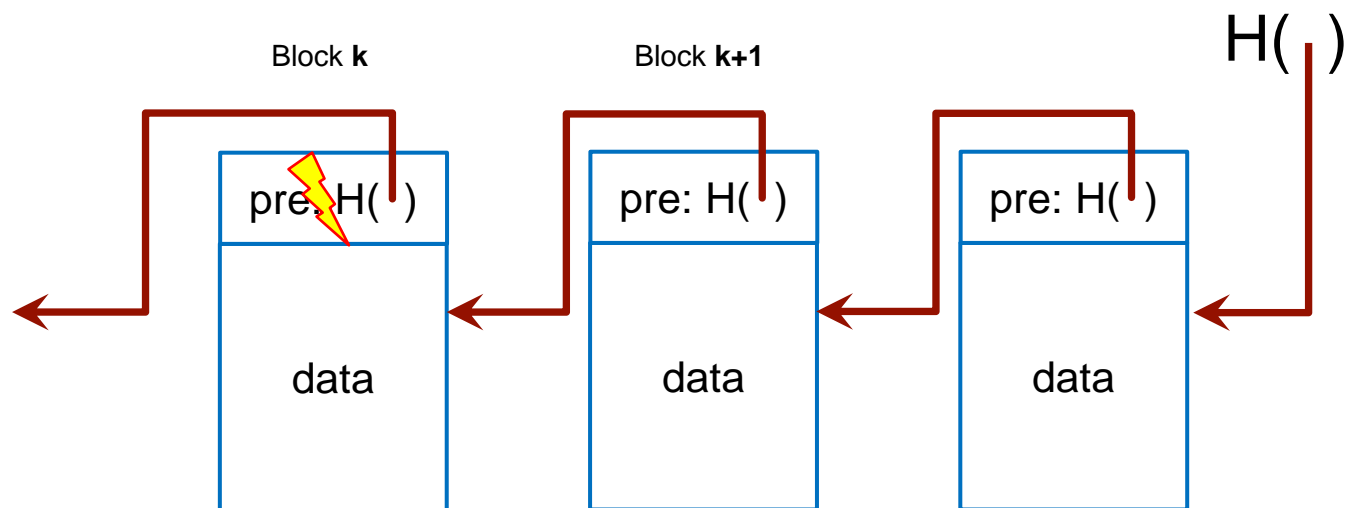 H( )
Block k
Block k+1
pre: H( )
pre: H( )
pre: H( )
data
data
data